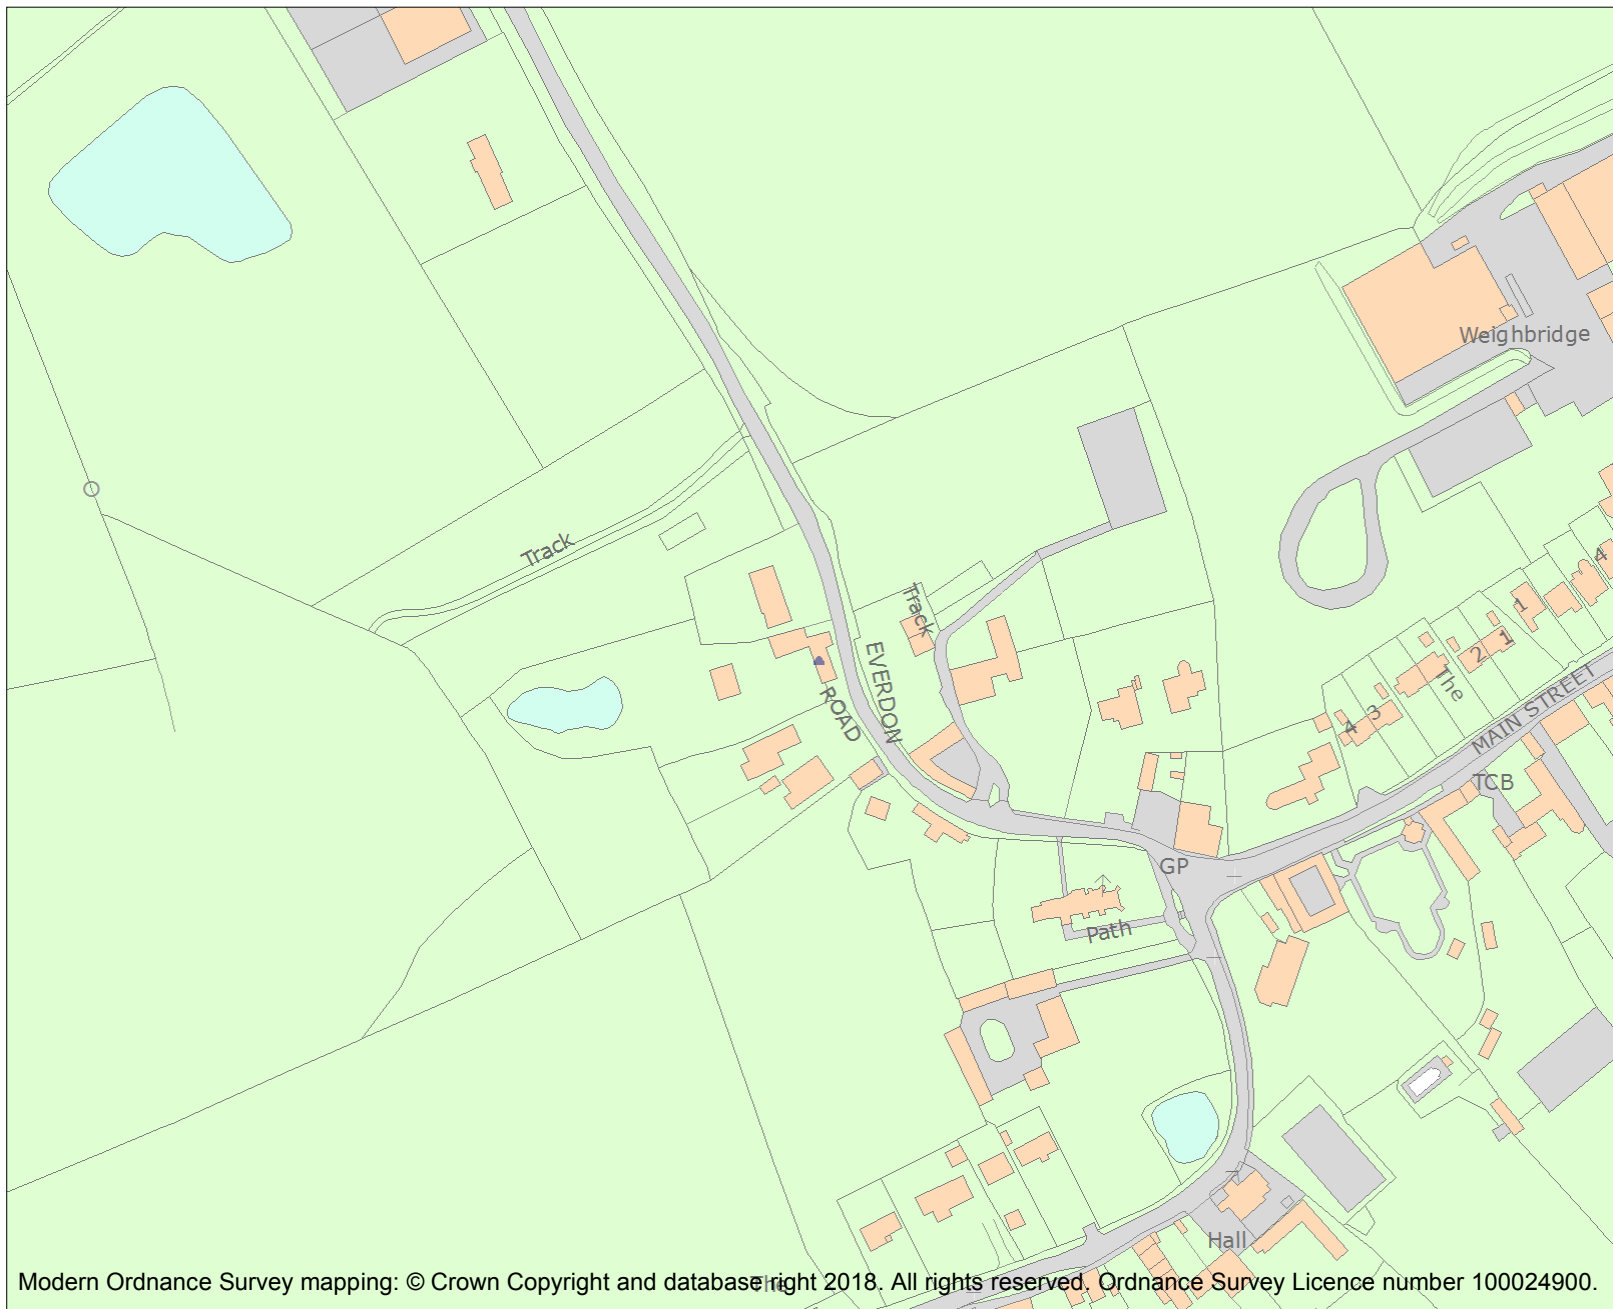 Weighbridge
Track
Track
4
1
EVERDON
ROAD
1
2
The
3
4
MAIN STREET
TCB
GP
Path
Hall
The
Modern Ordnance Survey mapping: © Crown Copyright and database right 2018. All rights reserved. Ordnance Survey Licence number 100024900.